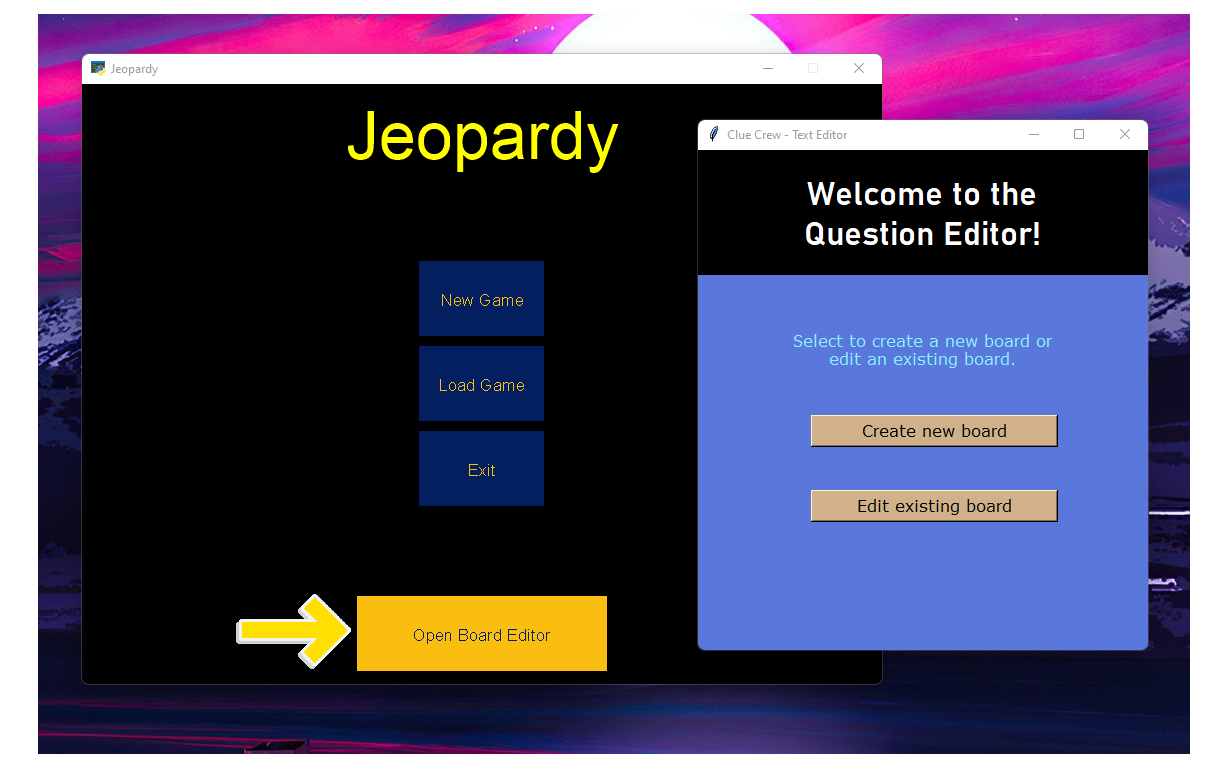 Jeopardy
Jeopardy
New Game
Load Game
Exit
Open Board Editor
Clue Crew - Text Editor
Welcome to the
Question Editor!
Select to create a new board or
edit an existing board.
Create new board
Edit existing board